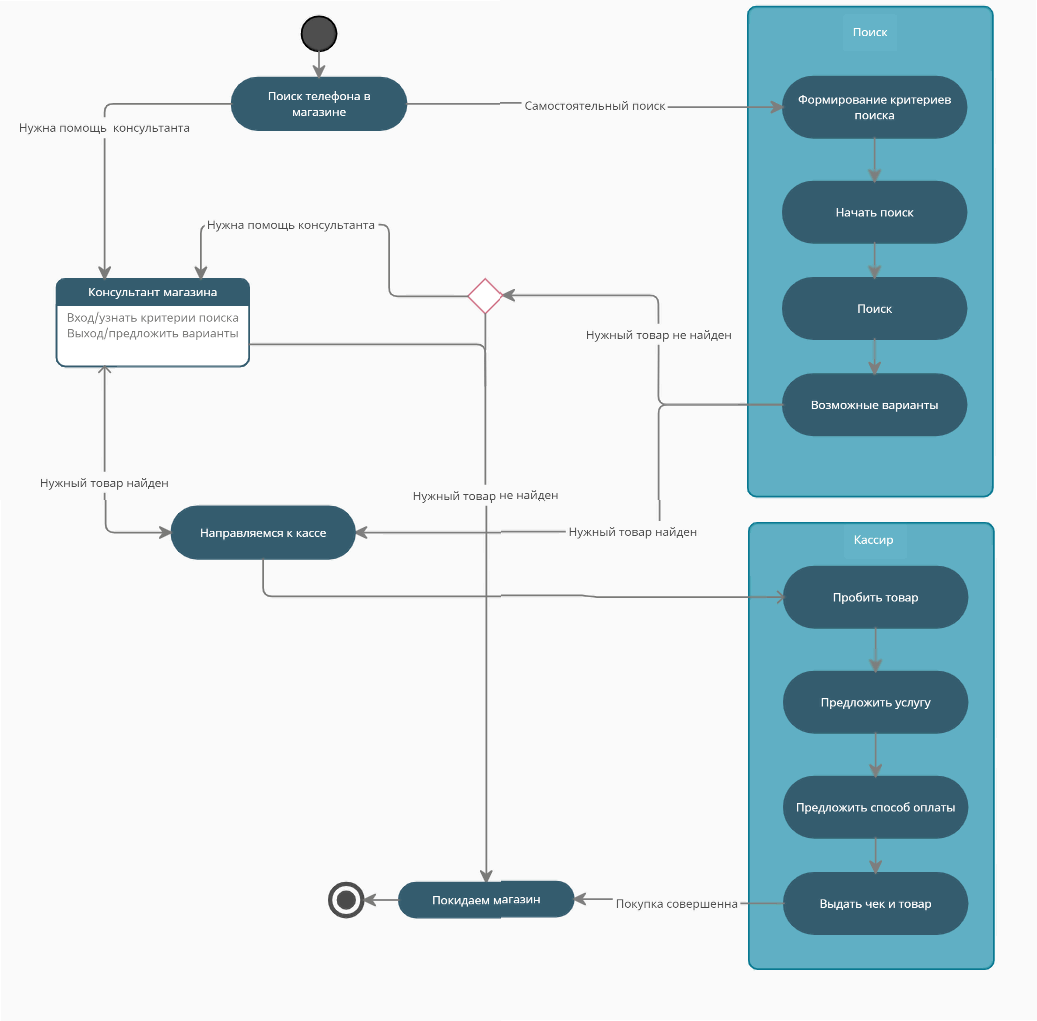 Поиск
Поиск телефона в
магазине
Самостоятельный поиск
Формирование критериев
поиска
Нужна помощь консультанта
Начать поиск
Нужна помощь консультанта
Консультант магазина
Вход/узнать критерии поиска
Выход/предложить варианты
Поиск
Нужный товар не найден
Возможные варианты
Нужный товар найден
Нужный товар не найден
Направляемся к кассе
Нужный товар найден
Кассир
Пробить товар
Предложить услугу
Предложить способ оплаты
Покидаем магазин
Покупка совершенна
Выдать чек и товар